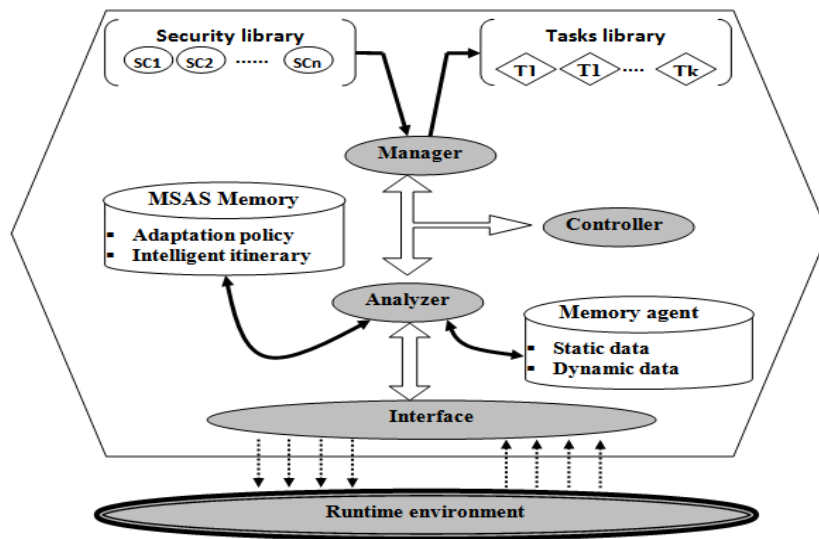 Security library
Tasks library
SC1 SC2 ...... SCn
T1 T1 .... Tk
Manager
MSAS Memory
▪ Adaptation policy
▪ Intelligent itinerary
Controller
Analyzer
Memory agent
▪ Static data
▪ Dynamic data
Interface
Runtime environment